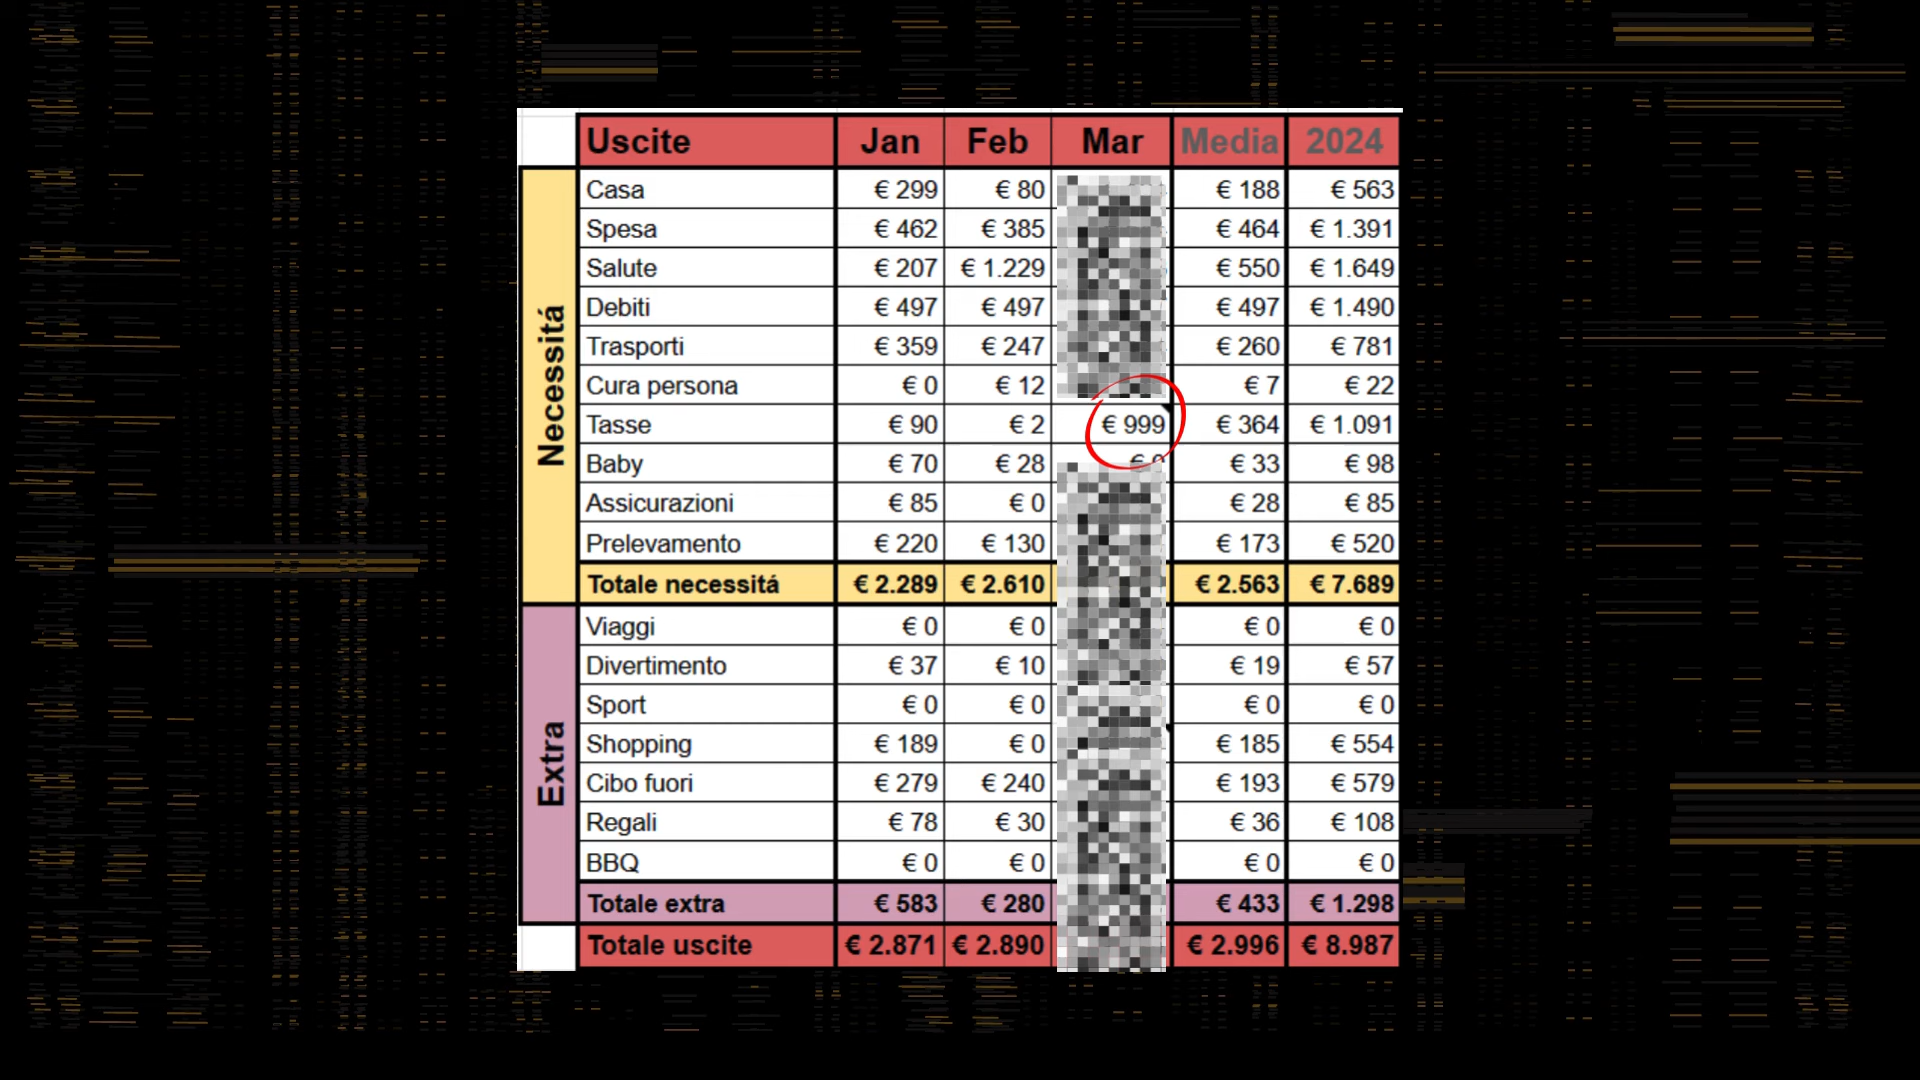 Uscite Jan Feb Mar Media 2024
Necessitá
Casa € 299 € 80 € 188 € 563
Spesa € 462 € 385 € 464 € 1.391
Salute € 207 € 1.229 € 550 € 1.649
Debiti € 497 € 497 € 497 € 1.490
Trasporti € 359 € 247 € 260 € 781
Cura persona € 0 € 12 € 7 € 22
Tasse € 90 € 2 € 999 € 364 € 1.091
Baby € 70 € 28 € 33 € 98
Assicurazioni € 85 € 0 € 28 € 85
Prelevamento € 220 € 130 € 173 € 520
Totale necessitá € 2.289 € 2.610 € 2.563 € 7.689
Extra
Viaggi € 0 € 0 € 0 € 0
Divertimento € 37 € 10 € 19 € 57
Sport € 0 € 0 € 0 € 0
Shopping € 189 € 0 € 185 € 554
Cibo fuori € 279 € 240 € 193 € 579
Regali € 78 € 30 € 36 € 108
BBQ € 0 € 0 € 0 € 0
Totale extra € 583 € 280 € 433 € 1.298
Totale uscite € 2.871 € 2.890 € 2.996 € 8.987